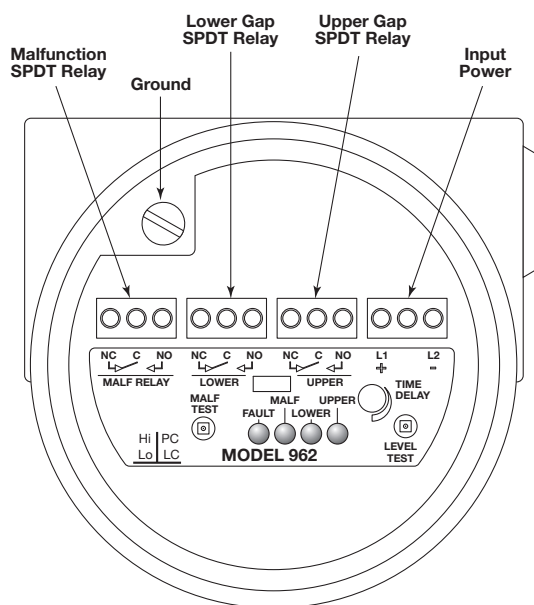 Lower Gap
SPDT Relay
Upper Gap
SPDT Relay
Malfunction
SPDT Relay
Ground
Input
Power
NC C NO
NC C NO
NC C NO
L1 L2
+ -
MALF RELAY
LOWER
UPPER
TIME
DELAY
MALF
TEST
MALF UPPER
FAULT LOWER
LEVEL
TEST
Hi PC
Lo LC
MODEL 962